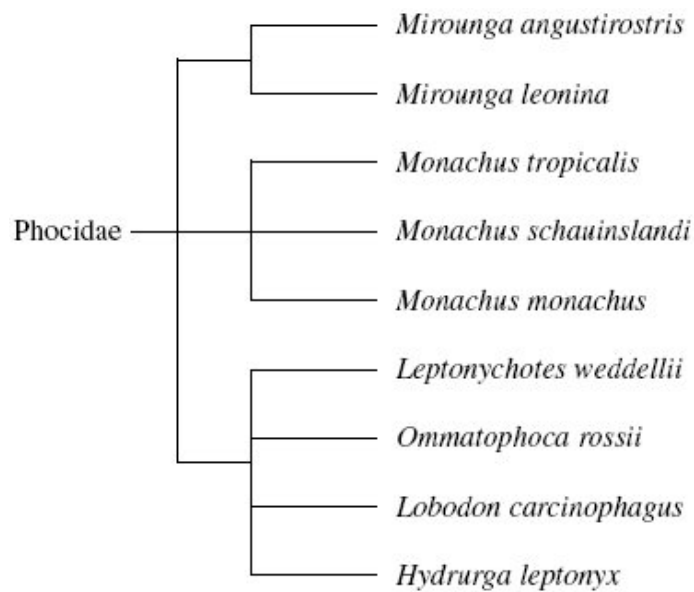 Mirounga angustirostris
Mirounga leonina
Monachus tropicalis
Phocidae
Monachus schauinslandi
Monachus monachus
Leptonychotes weddellii
Ommatophoca rossii
Lobodon carcinophagus
Hydrurga leptonyx